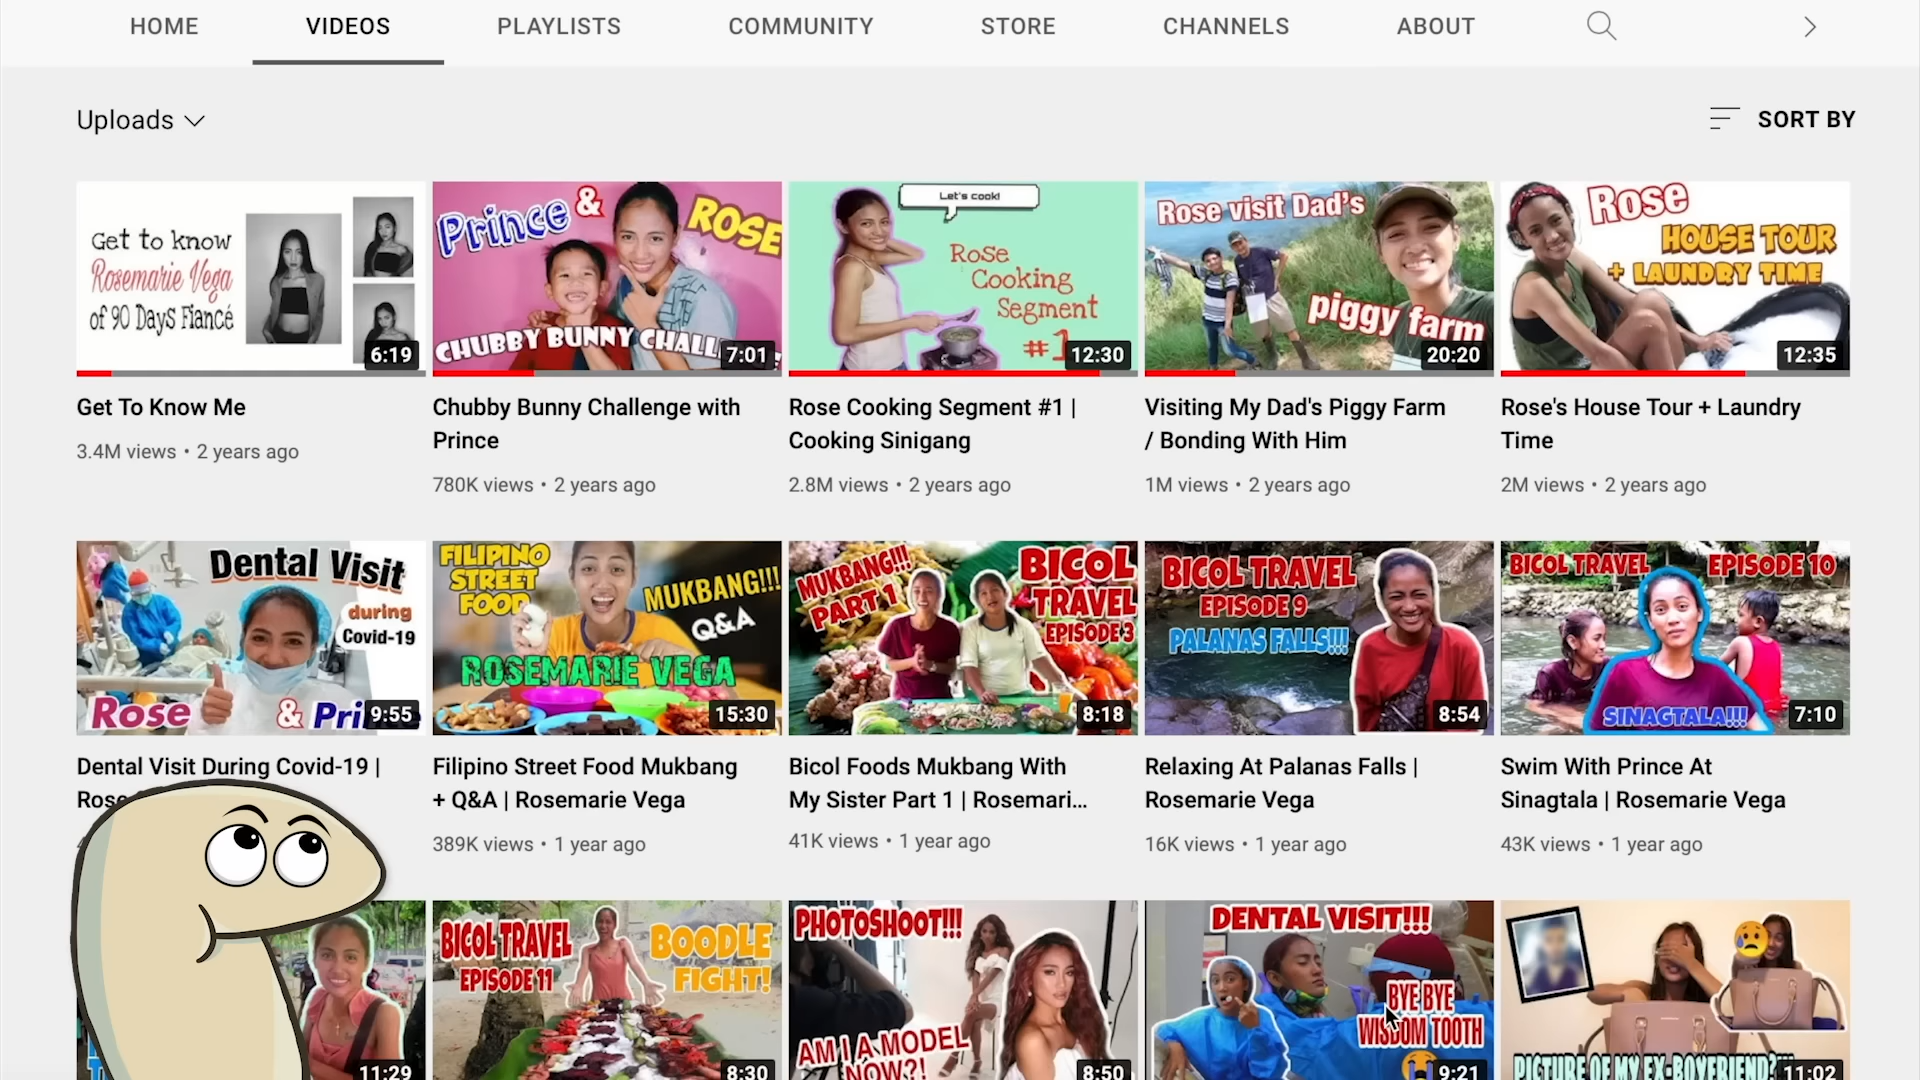 HOME VIDEOS PLAYLISTS COMMUNITY STORE CHANNELS ABOUT
Uploads SORT BY
Get to know
Rosemarie Vega
of 90 Days Fiancé
6:19
Get To Know Me
3.4M views • 2 years ago
Prince & ROSE
CHUBBY BUNNY CHALL
7:01
Chubby Bunny Challenge with
Prince
780K views • 2 years ago
Let's cook!
Rose
Cooking
Segment
#1
12:30
Rose Cooking Segment #1 |
Cooking Sinigang
2.8M views • 2 years ago
Rose visit Dad's
piggy farm
20:20
Visiting My Dad's Piggy Farm
/ Bonding With Him
1M views • 2 years ago
Rose
HOUSE TOUR
+ LAUNDRY TIME
12:35
Rose's House Tour + Laundry
Time
2M views • 2 years ago
Dental Visit
during
Covid-19
Rose & Pri
9:55
Dental Visit During Covid-19 |
Rose
FILIPINO
STREET
FOOD
MUKBANG!!!
Q&A
ROSEMARIE VEGA
15:30
Filipino Street Food Mukbang
+ Q&A | Rosemarie Vega
389K views • 1 year ago
MUKBANG!!!
PART 1
BICOL
TRAVEL
EPISODE 3
8:18
Bicol Foods Mukbang With
My Sister Part 1 | Rosemari...
41K views • 1 year ago
BICOL TRAVEL
EPISODE 9
PALANAS FALLS!!!
8:54
Relaxing At Palanas Falls |
Rosemarie Vega
16K views • 1 year ago
BICOL TRAVEL EPISODE 10
SINAGTALA!!!
7:10
Swim With Prince At
Sinagtala | Rosemarie Vega
43K views • 1 year ago
11:29
BICOL TRAVEL
EPISODE 11
BOODLE
FIGHT!
8:30
PHOTOSHOOT!!!
AM I A MODEL
NOW?!
8:50
DENTAL VISIT!!!
BYE BYE
WISDOM TOOTH
9:21
PICTURE OF MY EX-BOYFRIEND?!!!
11:02